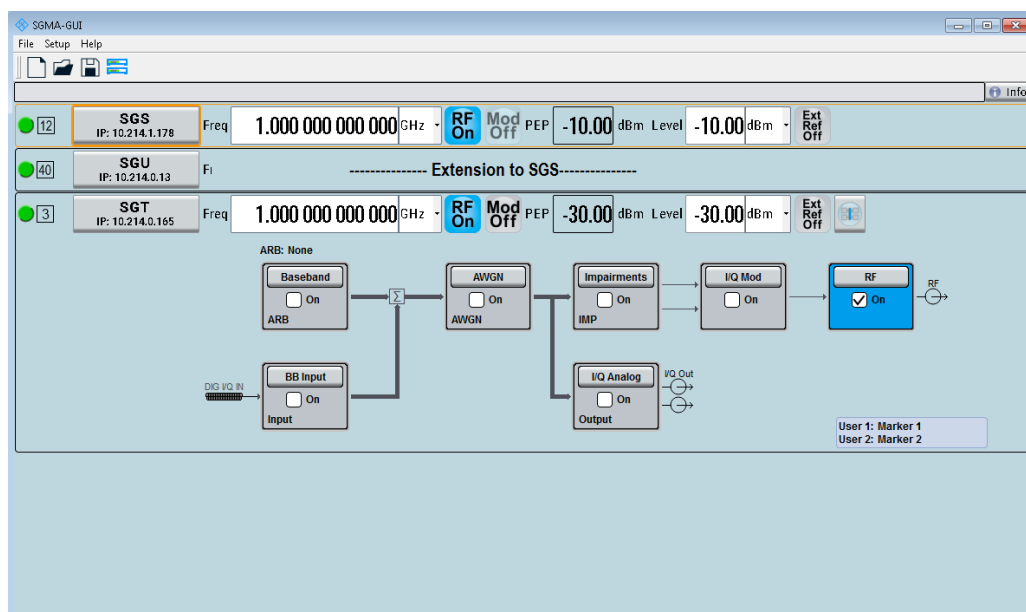 SGMA-GUI
File Setup Help
Info
12 SGS IP: 10.214.1.178 Freq 1.000 000 000 000 GHz RF On Mod Off PEP -10.00 dBm Level -10.00 dBm Ext Ref Off
40 SGU IP: 10.214.0.13 --------------- Extension to SGS---------------
3 SGT IP: 10.214.0.165 Freq 1.000 000 000 000 GHz RF On Mod Off PEP -30.00 dBm Level -30.00 dBm Ext Ref Off
ARB: None
Baseband AWGN Impairments I/Q Mod RF
On On On On On RF
ARB Σ AWGN IMP
BB Input I/Q Analog I/Q Out
DIG I/Q IN On On
Input Output
User 1: Marker 1
User 2: Marker 2